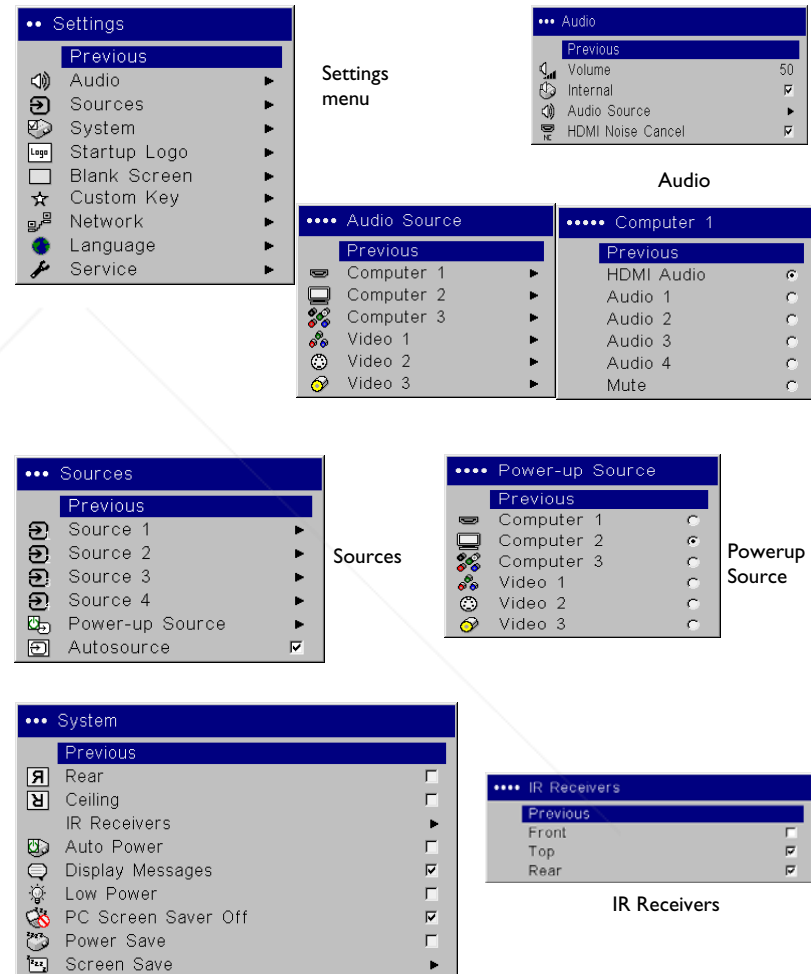 •• Settings
Previous
Audio
Sources
System
Logo Startup Logo
Blank Screen
Custom Key
Network
Language
Service
Settings
menu
••• Audio
Previous
Volume 50
Internal
Audio Source
NC HDMI Noise Cancel
Audio
•••• Audio Source
Previous
Computer 1
Computer 2
Computer 3
Video 1
Video 2
Video 3
••••• Computer 1
Previous
HDMI Audio
Audio 1
Audio 2
Audio 3
Audio 4
Mute
••• Sources
Previous
Source 1
Source 2
Source 3
Source 4
Power-up Source
Autosource
Sources
•••• Power-up Source
Previous
Computer 1
Computer 2
Computer 3
Video 1
Video 2
Video 3
Powerup
Source
••• System
Previous
Rear
Ceiling
IR Receivers
Auto Power
Display Messages
Low Power
PC Screen Saver Off
Power Save
Screen Save
•••• IR Receivers
Previous
Front
Top
Rear
IR Receivers